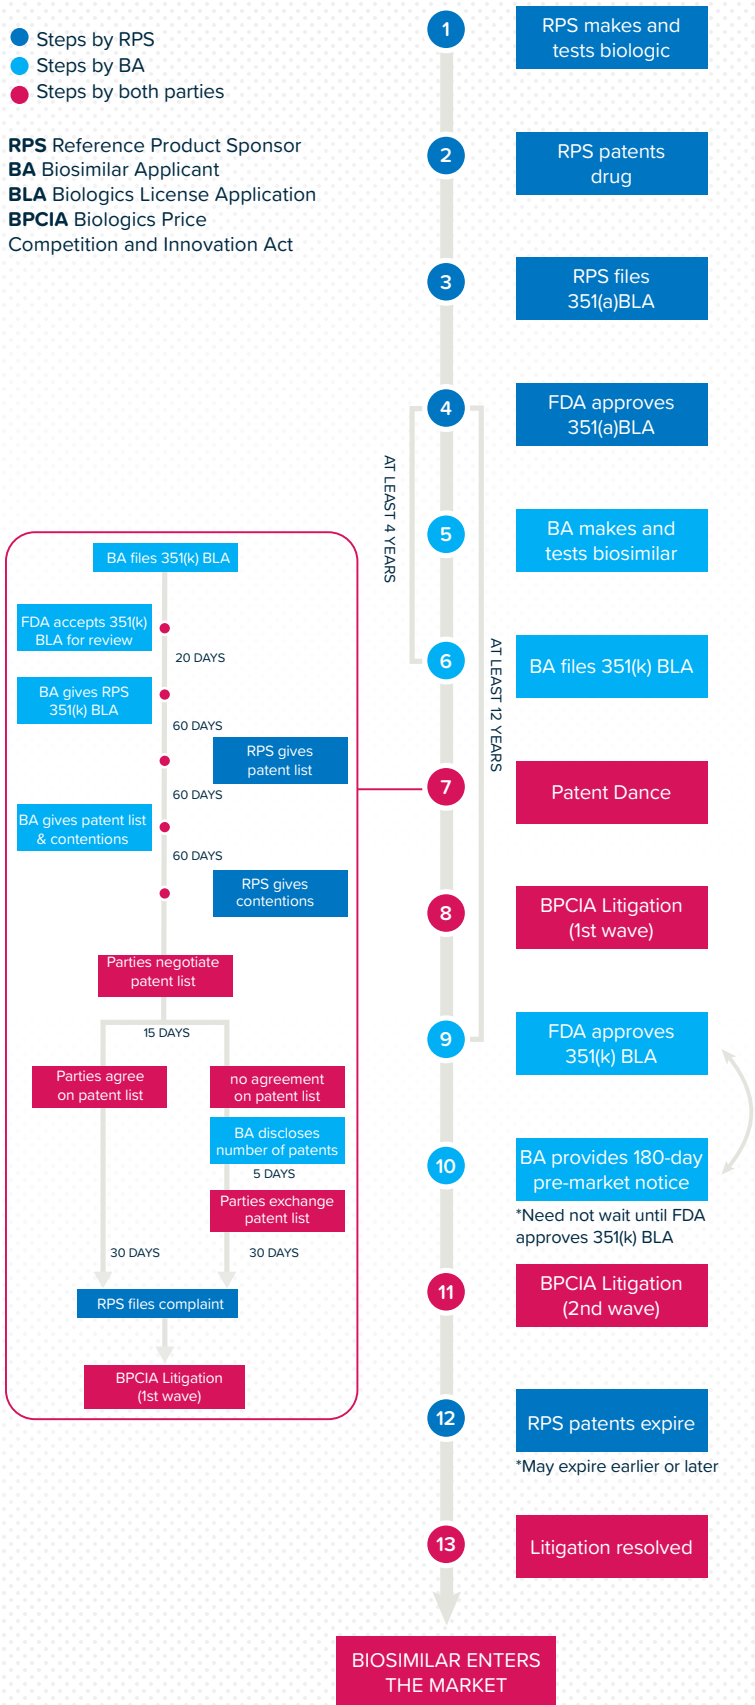 Steps by RPS
Steps by BA
Steps by both parties
RPS Reference Product Sponsor
BA Biosimilar Applicant
BLA Biologics License Application
BPCIA Biologics Price
Competition and Innovation Act
1
RPS makes and
tests biologic
2
RPS patents
drug
3
RPS files
351(a)BLA
4
FDA approves
351(a)BLA
AT LEAST 4 YEARS
AT LEAST 12 YEARS
5
BA makes and
tests biosimilar
6
BA files 351(k) BLA
7
Patent Dance
8
BPCIA Litigation
(1st wave)
9
FDA approves
351(k) BLA
10
BA provides 180-day
pre-market notice
*Need not wait until FDA
approves 351(k) BLA
11
BPCIA Litigation
(2nd wave)
12
RPS patents expire
*May expire earlier or later
13
Litigation resolved
BIOSIMILAR ENTERS
THE MARKET
BA files 351(k) BLA
FDA accepts 351(k)
BLA for review
20 DAYS
BA gives RPS
351(k) BLA
60 DAYS
RPS gives
patent list
60 DAYS
BA gives patent list
& contentions
60 DAYS
RPS gives
contentions
Parties negotiate
patent list
15 DAYS
Parties agree
on patent list
no agreement
on patent list
BA discloses
number of patents
5 DAYS
Parties exchange
patent list
30 DAYS
30 DAYS
RPS files complaint
BPCIA Litigation
(1st wave)